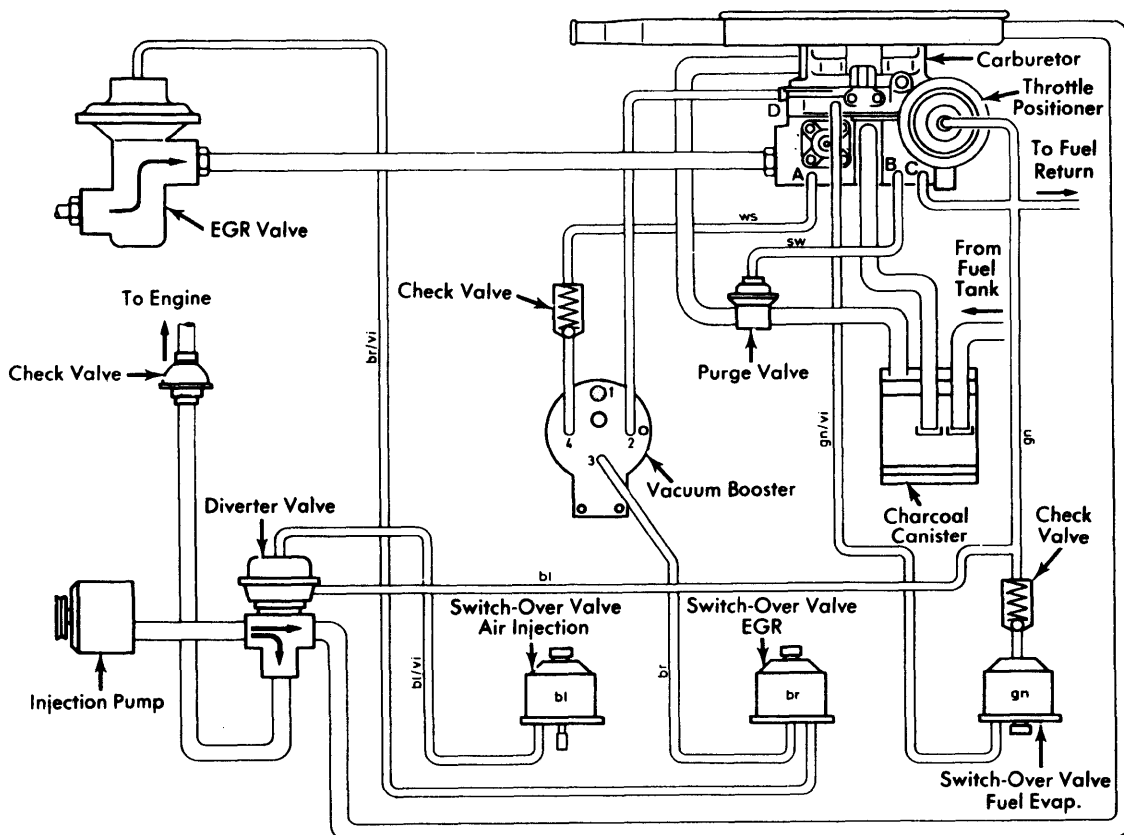 Carburetor
Throttle
Positioner
D
To Fuel
Return
A
B
C
EGR Valve
ws
sw
From
Fuel
Tank
To Engine
Check Valve
br/vi
Check Valve
Purge Valve
1
4
2
3
gn/vi
gn
Vacuum Booster
Charcoal
Canister
Check
Valve
Diverter Valve
bl
Switch-Over Valve
Air Injection
Switch-Over Valve
EGR
Injection Pump
bl/vi
bl
br
br
gn
Switch-Over Valve
Fuel Evap.